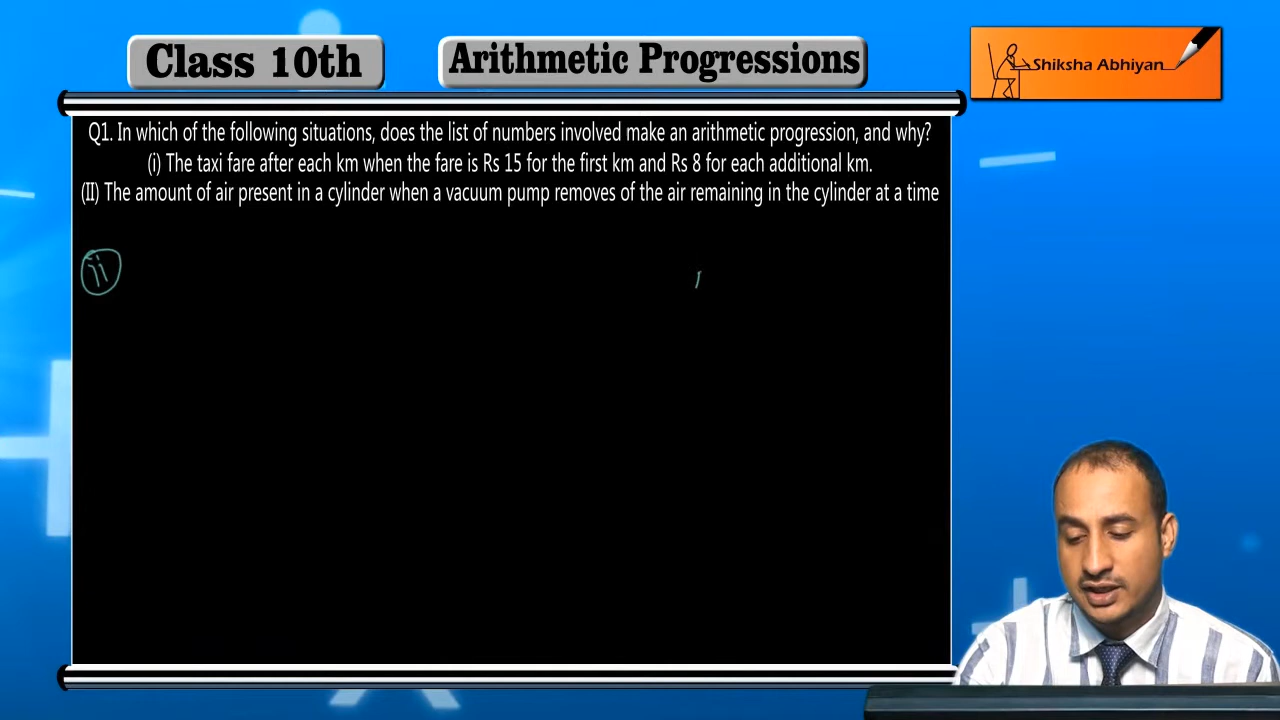 Class 10th
Arithmetic Progressions
Shiksha Abhiyan
Q1. In which of the following situations, does the list of numbers involved make an arithmetic progression, and why?
(i) The taxi fare after each km when the fare is Rs 15 for the first km and Rs 8 for each additional km.
(II) The amount of air present in a cylinder when a vacuum pump removes of the air remaining in the cylinder at a time
ii